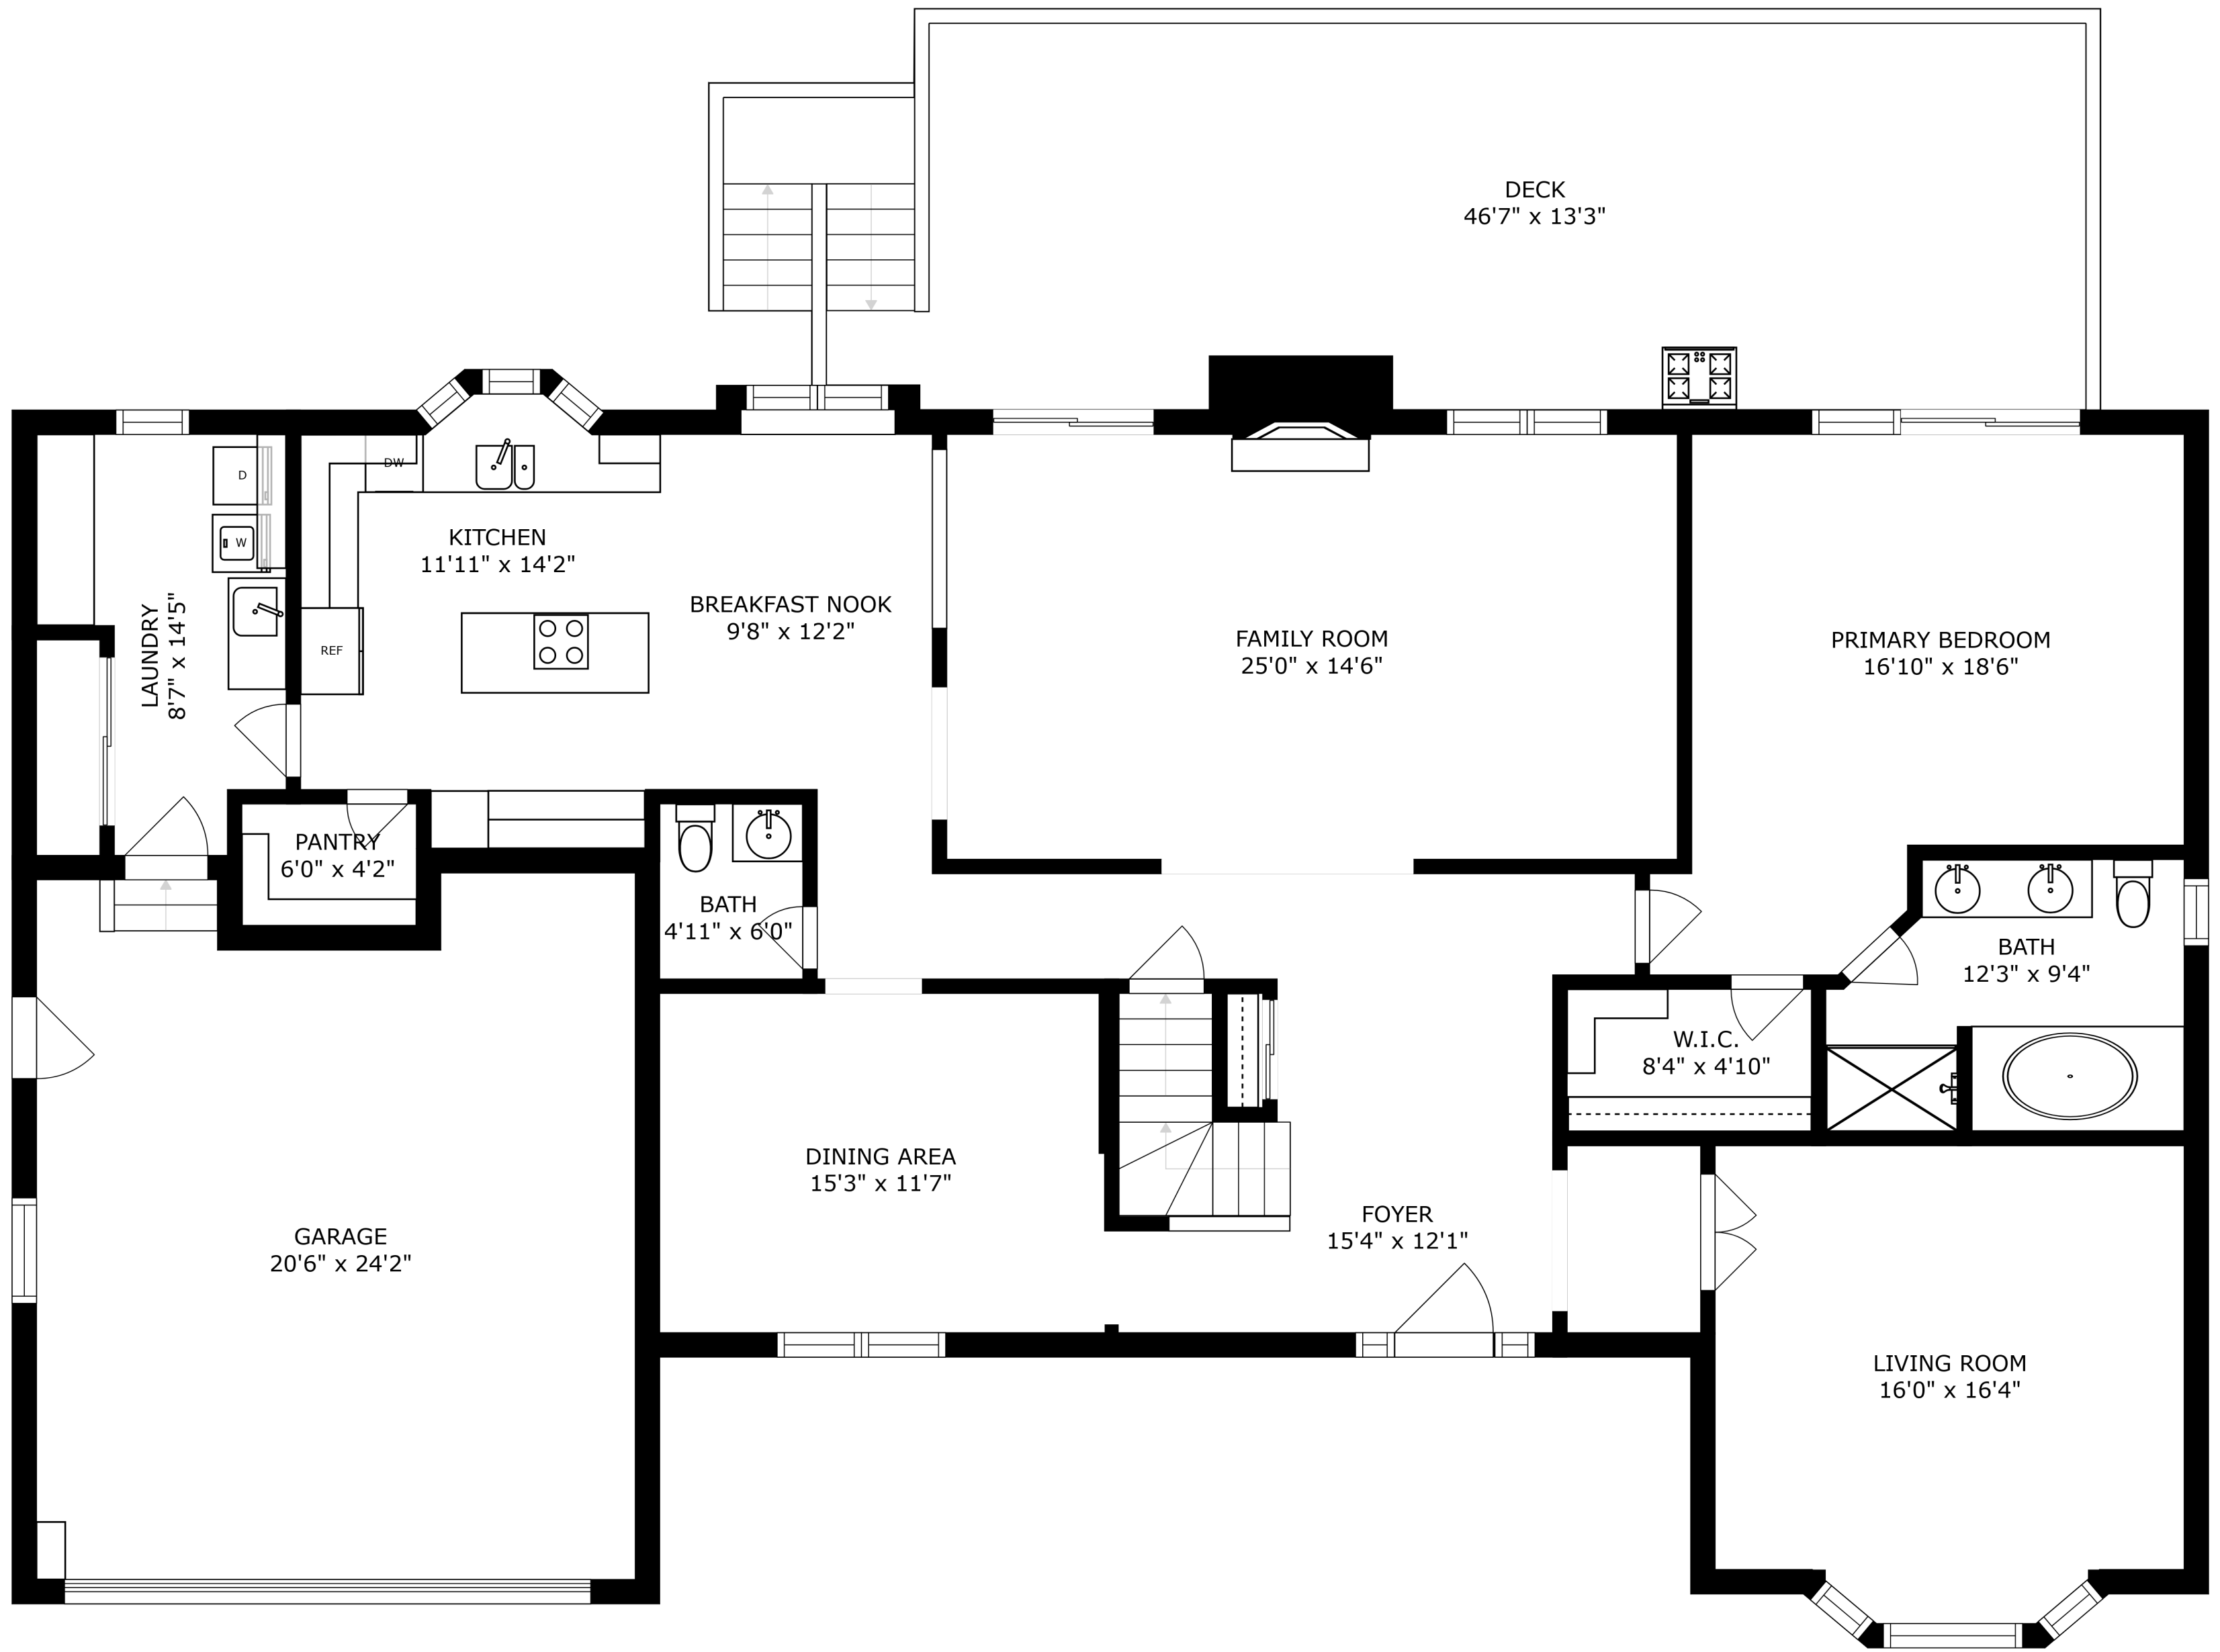 DECK
46'7" x 13'3"
DW
D
W
KITCHEN
11'11" x 14'2"
BREAKFAST NOOK
9'8" x 12'2"
REF
LAUNDRY
8'7" x 14'5"
FAMILY ROOM
25'0" x 14'6"
PRIMARY BEDROOM
16'10" x 18'6"
PANTRY
6'0" x 4'2"
BATH
4'11" x 6'0"
BATH
12'3" x 9'4"
W.I.C.
8'4" x 4'10"
DINING AREA
15'3" x 11'7"
FOYER
15'4" x 12'1"
GARAGE
20'6" x 24'2"
LIVING ROOM
16'0" x 16'4"